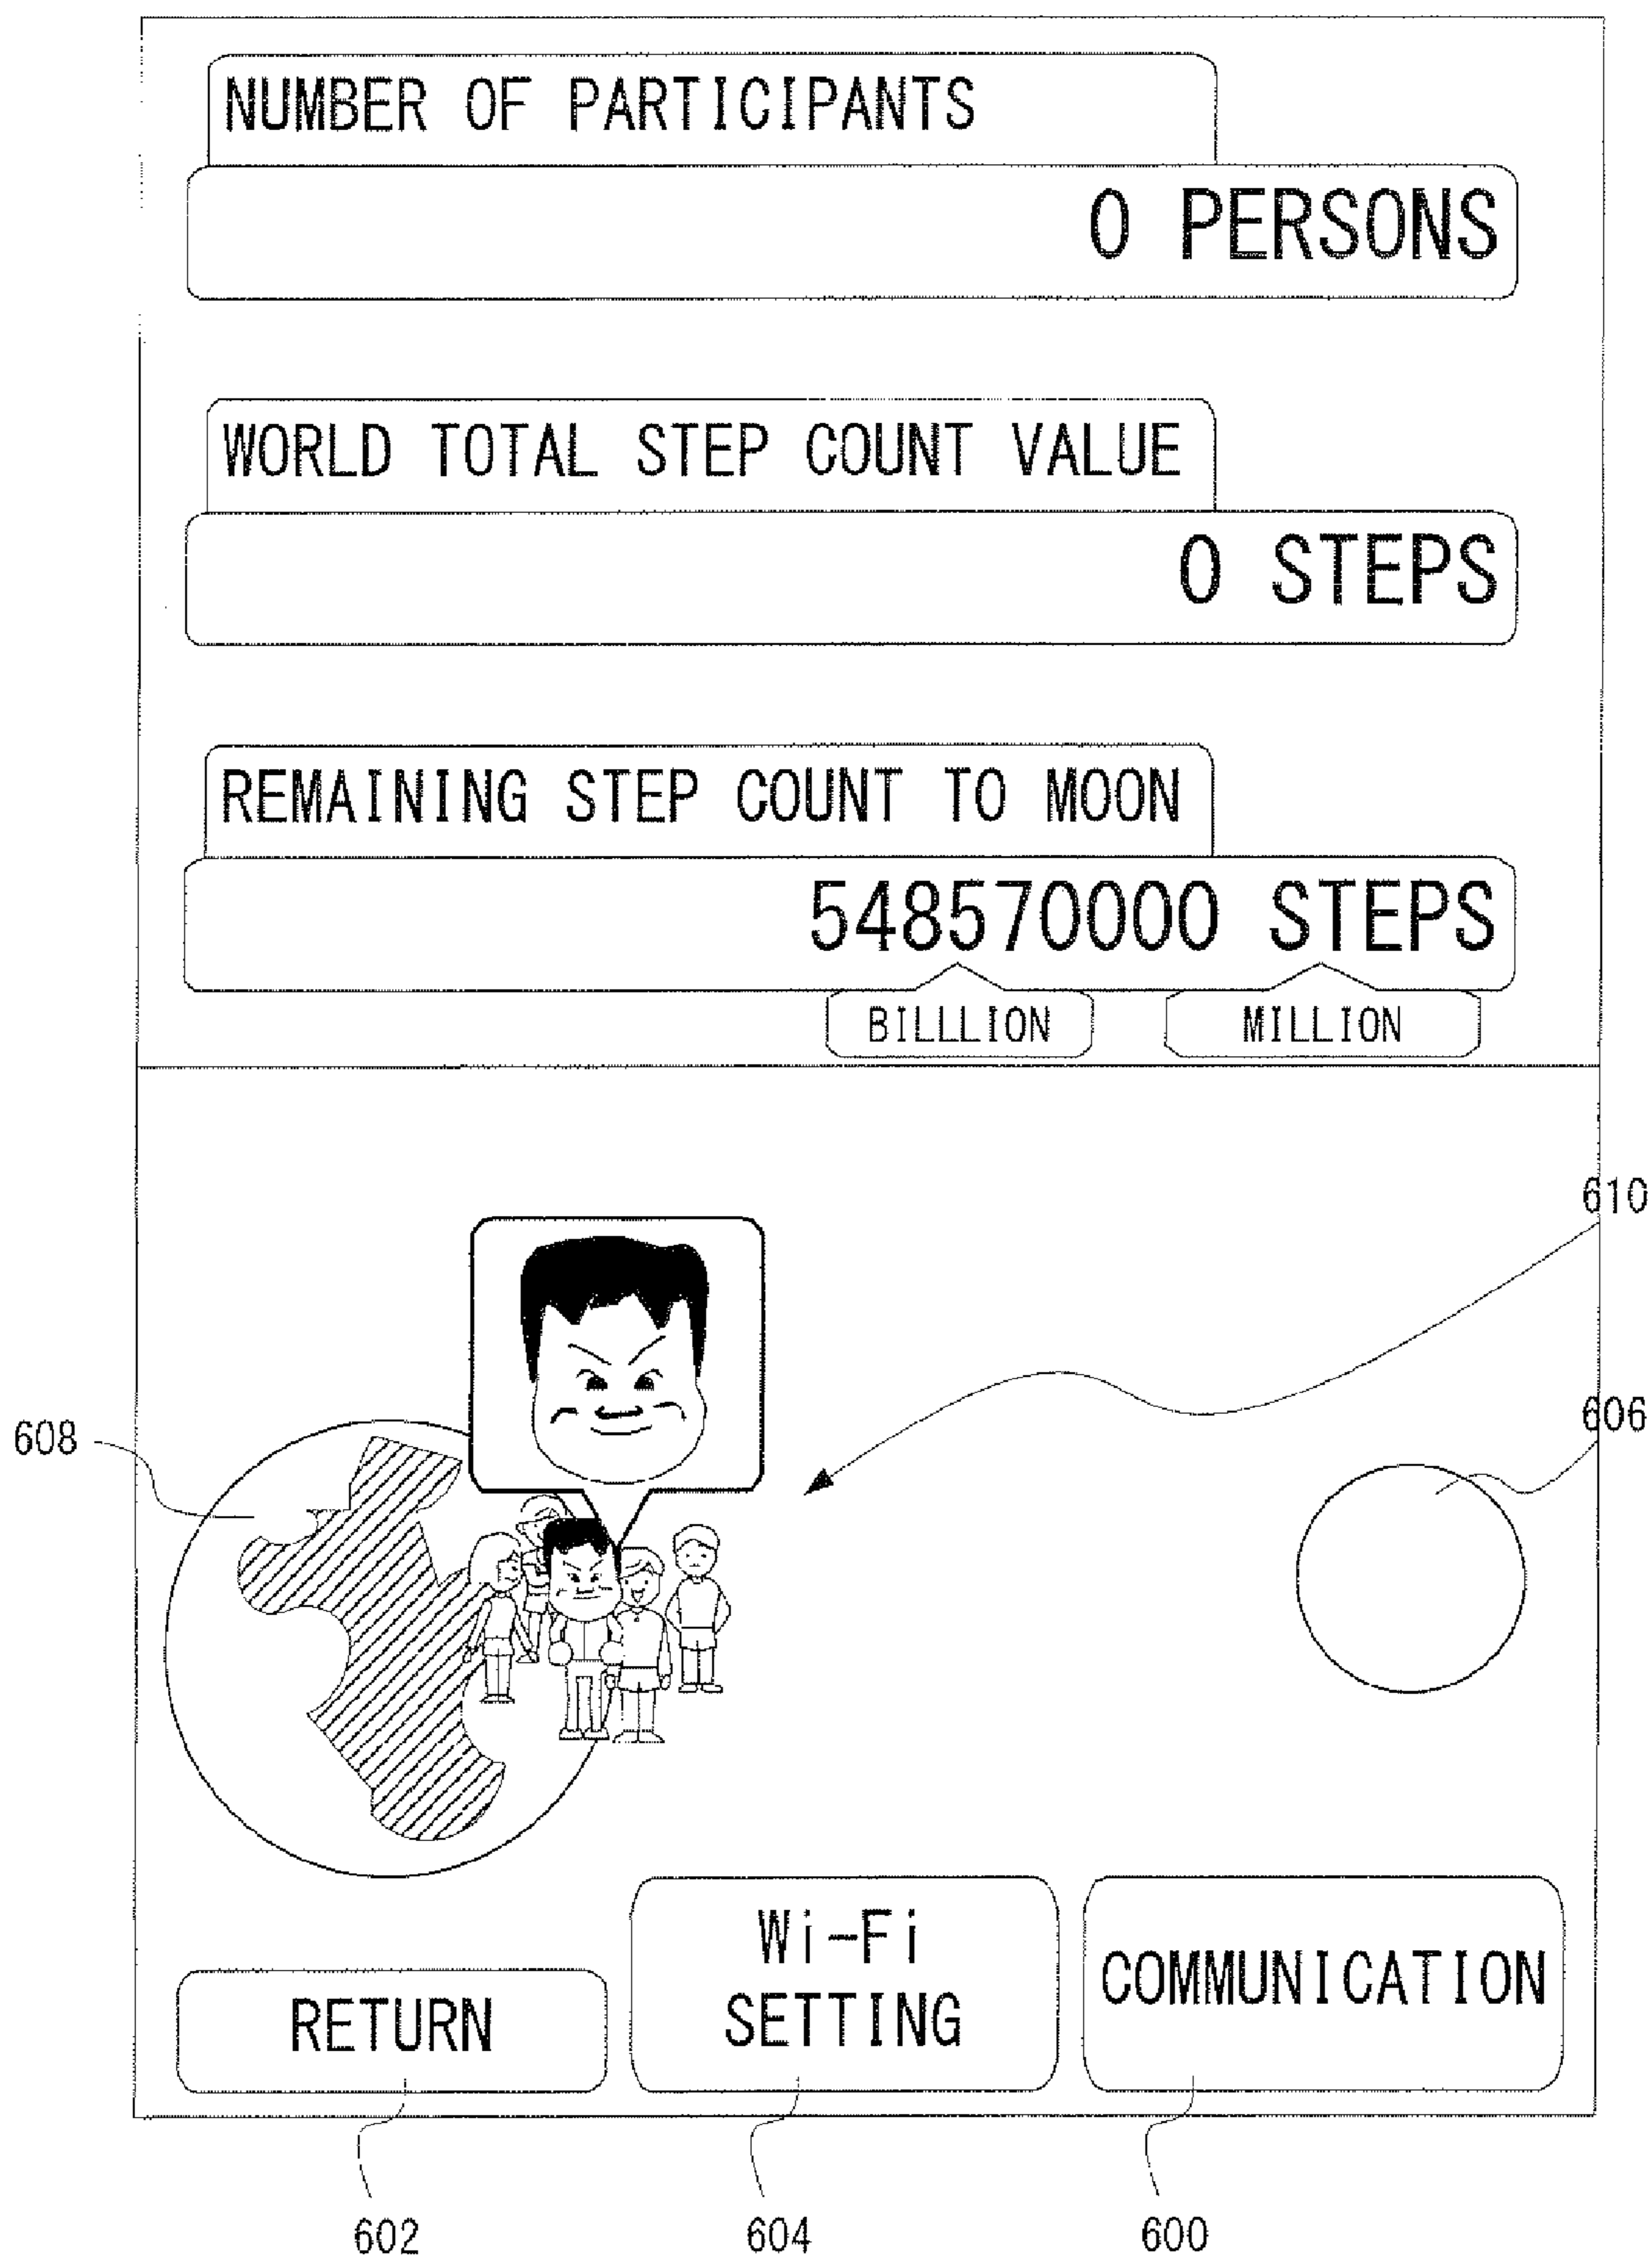 NUMBER OF PARTICIPANTS
0 PERSONS
WORLD TOTAL STEP COUNT VALUE
0 STEPS
REMAINING STEP COUNT TO MOON
548570000 STEPS
BILLLION MILLION
610
606
608
Wi-Fi
SETTING
COMMUNICATION
RETURN
602 604 600